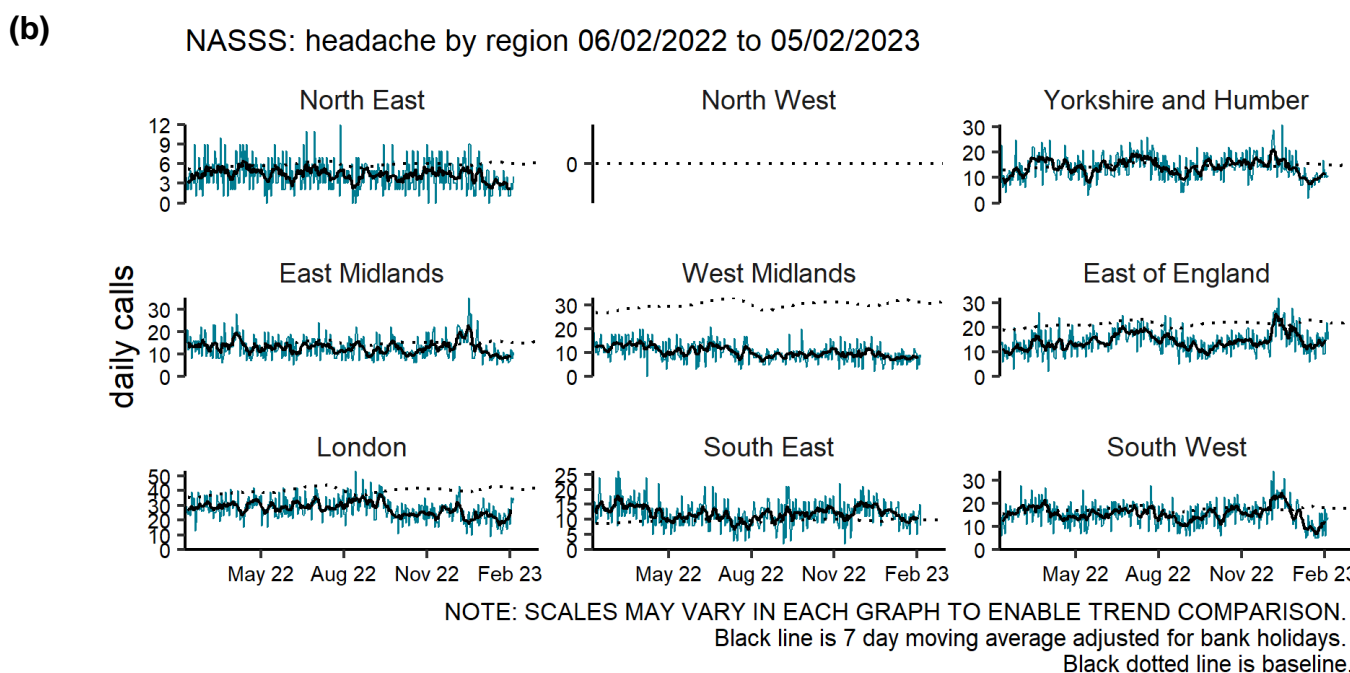 (b)
NASSS: headache by region 06/02/2022 to 05/02/2023
North East
North West
Yorkshire and Humber
12
9
6
3
0
0
30
20
10
0
East Midlands
West Midlands
East of England
daily calls
30
20
10
0
30
20
10
0
30
20
10
0
London
South East
South West
50
40
30
20
10
0
25
20
15
10
5
0
30
20
10
0
May 22 Aug 22 Nov 22 Feb 23
May 22 Aug 22 Nov 22 Feb 23
May 22 Aug 22 Nov 22 Feb 23
NOTE: SCALES MAY VARY IN EACH GRAPH TO ENABLE TREND COMPARISON.
Black line is 7 day moving average adjusted for bank holidays.
Black dotted line is baseline.